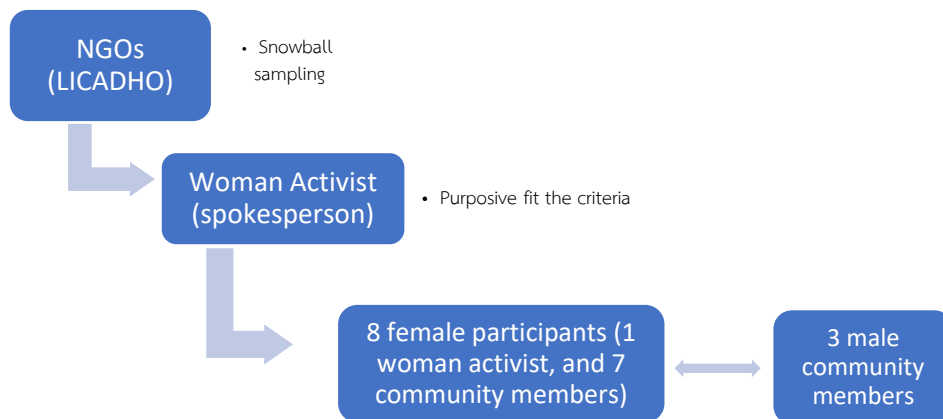 NGOs
(LICADHO)
• Snowball
sampling
Woman Activist
(spokesperson)
• Purposive fit the criteria
8 female participants (1
woman activist, and 7
community members)
3 male
community
members